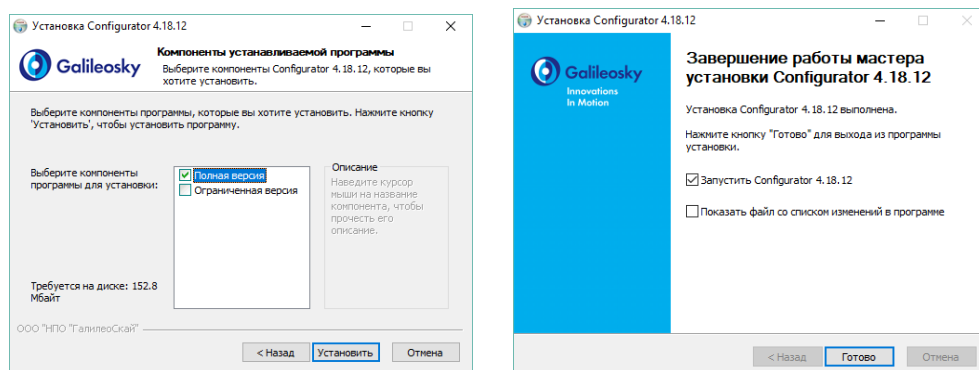 Установка Configurator 4.18.12
Galileosky
Компоненты устанавливаемой программы
Выберите компоненты Configurator 4.18.12, которые вы
хотите установить.
Выберите компоненты программы, которые вы хотите установить. Нажмите кнопку
'Установить', чтобы установить программу.
Выберите компоненты
программы для установки:
Полная версия
Ограниченная версия
Описание
Наведите курсор
мыши на название
компонента, чтобы
прочесть его
описание.
Требуется на диске: 152.8
Мбайт
ООО "НПО "ГалилеоСкай"
< Назад
Установить
Отмена
Установка Configurator 4.18.12
Galileosky
Innovations
In Motion
Завершение работы мастера
установки Configurator 4.18.12
Установка Configurator 4.18.12 выполнена.
Нажмите кнопку "Готово" для выхода из программы
установки.
Запустить Configurator 4.18.12
Показать файл со списком изменений в программе
< Назад
Готово
Отмена